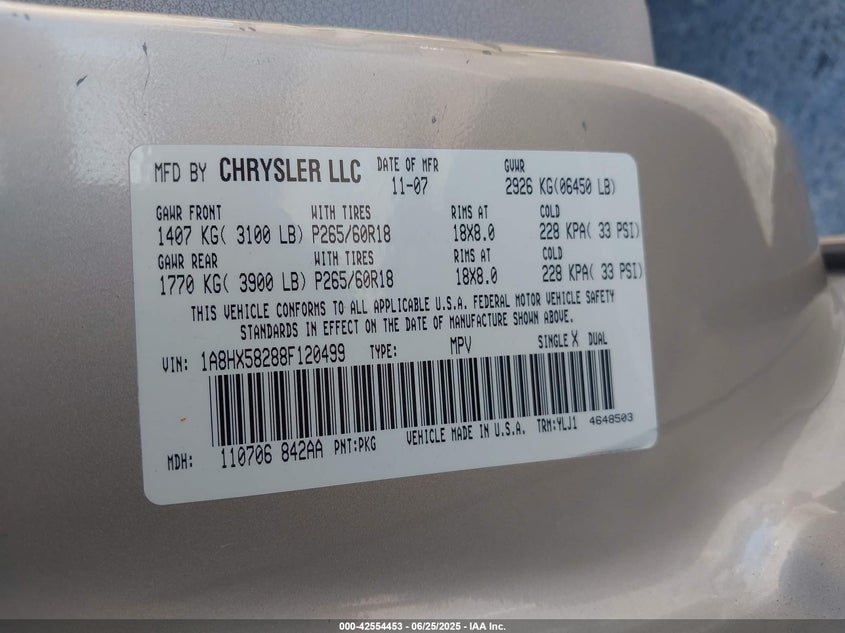 MFD BY CHRYSLER LLC DATE OF MFR 11-07 GVWR 2926 KG(06450 LB)
GAWR FRONT WITH TIRES RIMS AT COLD
1407 KG( 3100 LB) P265/60R18 18X8.0 228 KPA( 33 PSI)
GAWR REAR WITH TIRES RIMS AT COLD
1770 KG( 3900 LB) P265/60R18 18X8.0 228 KPA( 33 PSI)
THIS VEHICLE CONFORMS TO ALL APPLICABLE U.S.A. FEDERAL MOTOR VEHICLE SAFETY
STANDARDS IN EFFECT ON THE DATE OF MANUFACTURE SHOWN ABOVE.
VIN: 1A8HX58288F120499 TYPE: MPV SINGLE X DUAL
MDH: 110706 842AA PNT:PKG VEHICLE MADE IN U.S.A. TRM:YLJ1 4648503
000-42554453 - 06/25/2025 - IAA Inc.